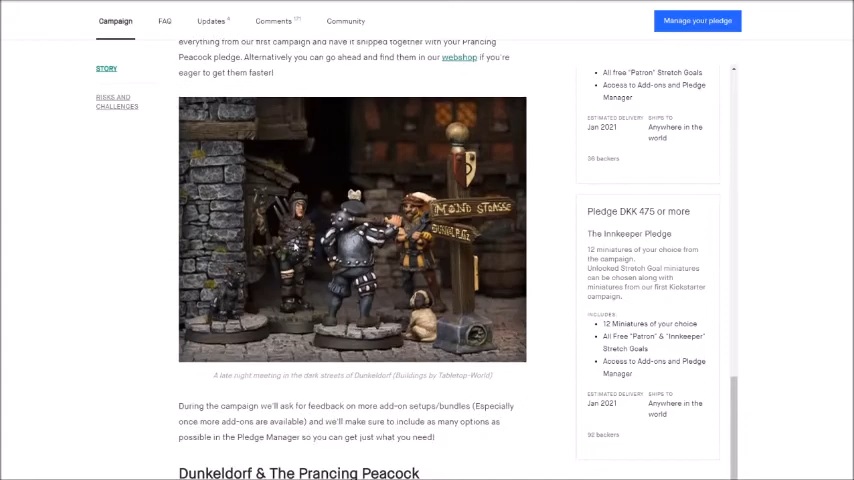 Campaign
FAQ
Updates 4
Comments 171
Community
Manage your pledge
everything from our first campaign and have it shipped together with your Prancing
Peacock pledge. Alternatively you can go ahead and find them in our webshop if you're
eager to get them faster!
STORY
RISKS AND
CHALLENGES
MOND STRASSE
A late night meeting in the dark streets of Dunkeldorf (Buildings by Tabletop-World)
During the campaign we'll ask for feedback on more add-on setups/bundles (Especially
once more add-ons are available) and we'll make sure to include as many options as
possible in the Pledge Manager so you can get just what you need!
Dunkeldorf & The Prancing Peacock
All free "Patron" Stretch Goals
Access to Add-ons and Pledge
Manager
ESTIMATED DELIVERY
Jan 2021
SHIPS TO
Anywhere in the
world
36 backers
Pledge DKK 475 or more
The Innkeeper Pledge
12 miniatures of your choice from
the campaign.
Unlocked Stretch Goal miniatures
can be chosen along with
miniatures from our first Kickstarter
campaign.
INCLUDES:
12 Miniatures of your choice
All Free "Patron" & "Innkeeper"
Stretch Goals
Access to Add-ons and Pledge
Manager
ESTIMATED DELIVERY
Jan 2021
SHIPS TO
Anywhere in the
world
92 backers